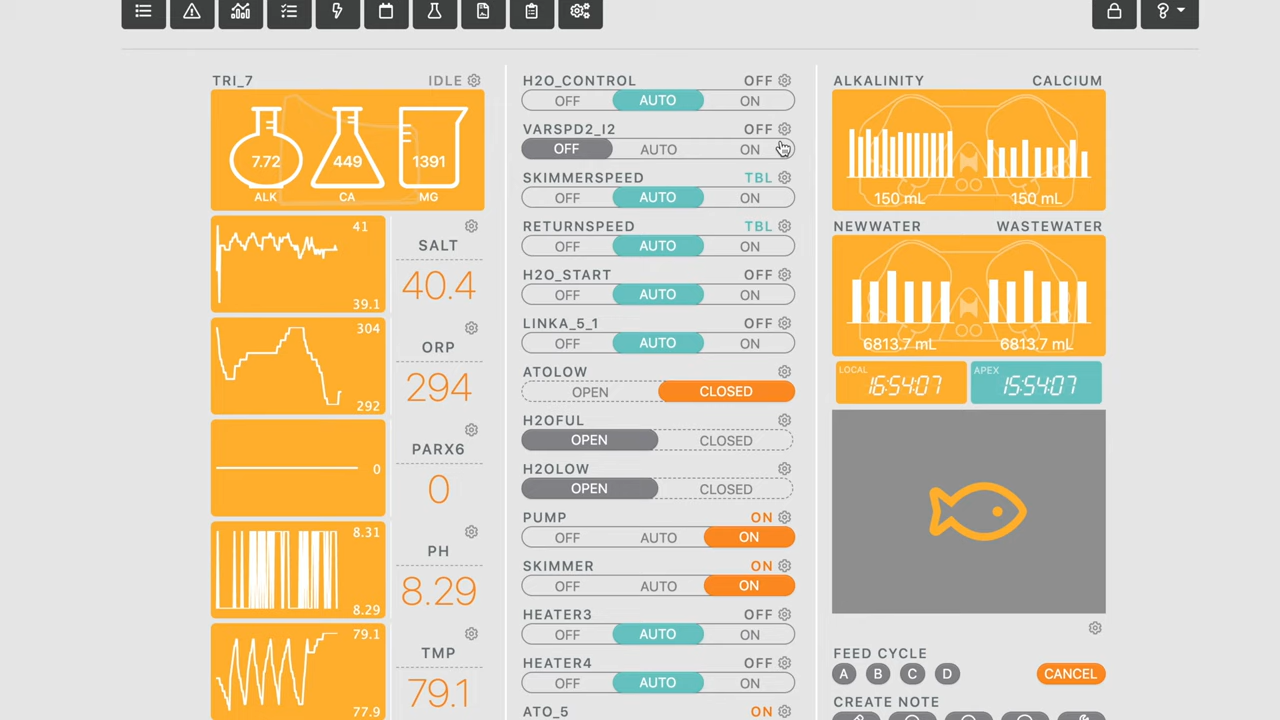 TRI_7 IDLE
7.72 449 1391
ALK CA MG
41
39.1
SALT
40.4
304
292
ORP
294
0
PARX6
0
8.31
8.29
PH
8.29
79.1
77.9
TMP
79.1
H2O_CONTROL OFF
OFF AUTO ON
VARSPD2_I2 OFF
OFF AUTO ON
SKIMMERSPEED TBL
OFF AUTO ON
RETURNSPEED TBL
OFF AUTO ON
H2O_START OFF
OFF AUTO ON
LINKA_5_1 OFF
OFF AUTO ON
ATOLOW
OPEN CLOSED
H2OFUL
OPEN CLOSED
H2OLOW
OPEN CLOSED
PUMP ON
OFF AUTO ON
SKIMMER ON
OFF AUTO ON
HEATER3 OFF
OFF AUTO ON
HEATER4 OFF
OFF AUTO ON
ATO_5 ON
ALKALINITY CALCIUM
150 mL 150 mL
NEWWATER WASTEWATER
6813.7 mL 6813.7 mL
LOCAL 16:54:07 APEX 15:54:07
FEED CYCLE
A B C D CANCEL
CREATE NOTE